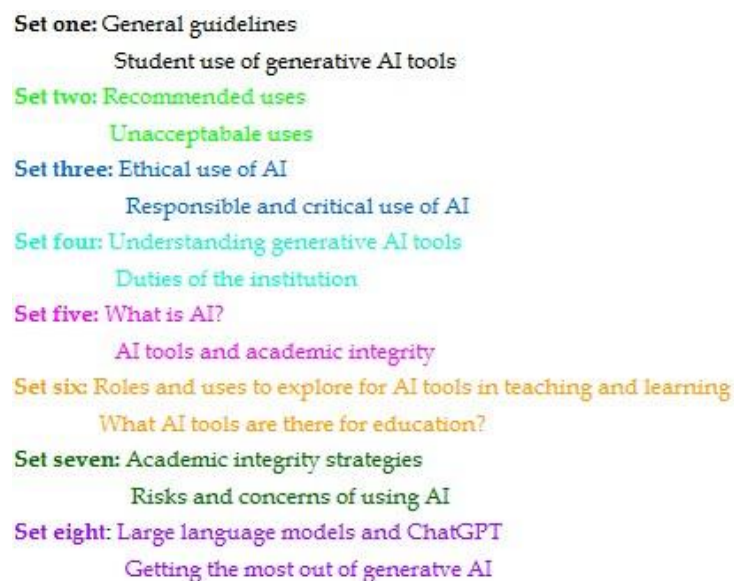 Set one: General guidelines
Student use of generative AI tools
Set two: Recommended uses
Unacceptabale uses
Set three: Ethical use of AI
Responsible and critical use of AI
Set four: Understanding generative AI tools
Duties of the institution
Set five: What is AI?
AI tools and academic integrity
Set six: Roles and uses to explore for AI tools in teaching and learning
What AI tools are there for education?
Set seven: Academic integrity strategies
Risks and concerns of using AI
Set eight: Large language models and ChatGPT
Getting the most out of generatve AI